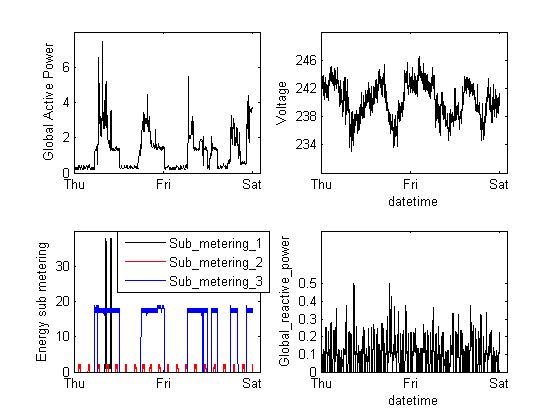 Global Active Power
6
4
2
0
Thu
Fri
Sat
Voltage
246
242
238
234
Thu
Fri
Sat
datetime
Energy sub metering
30
20
10
0
Thu
Fri
Sat
Sub_metering_1
Sub_metering_2
Sub_metering_3
Global_reactive_power
0.5
0.4
0.3
0.2
0.1
0
Thu
Fri
Sat
datetime